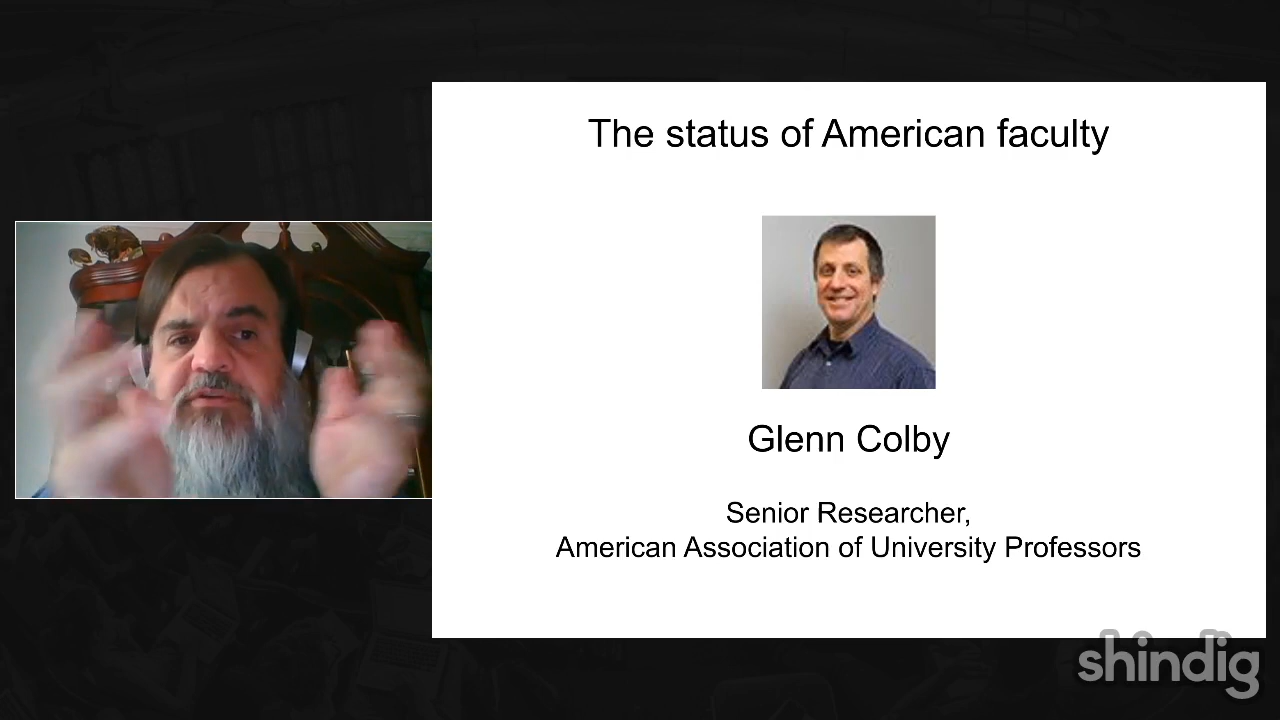 The status of American faculty
Glenn Colby
Senior Researcher,
American Association of University Professors
shindig